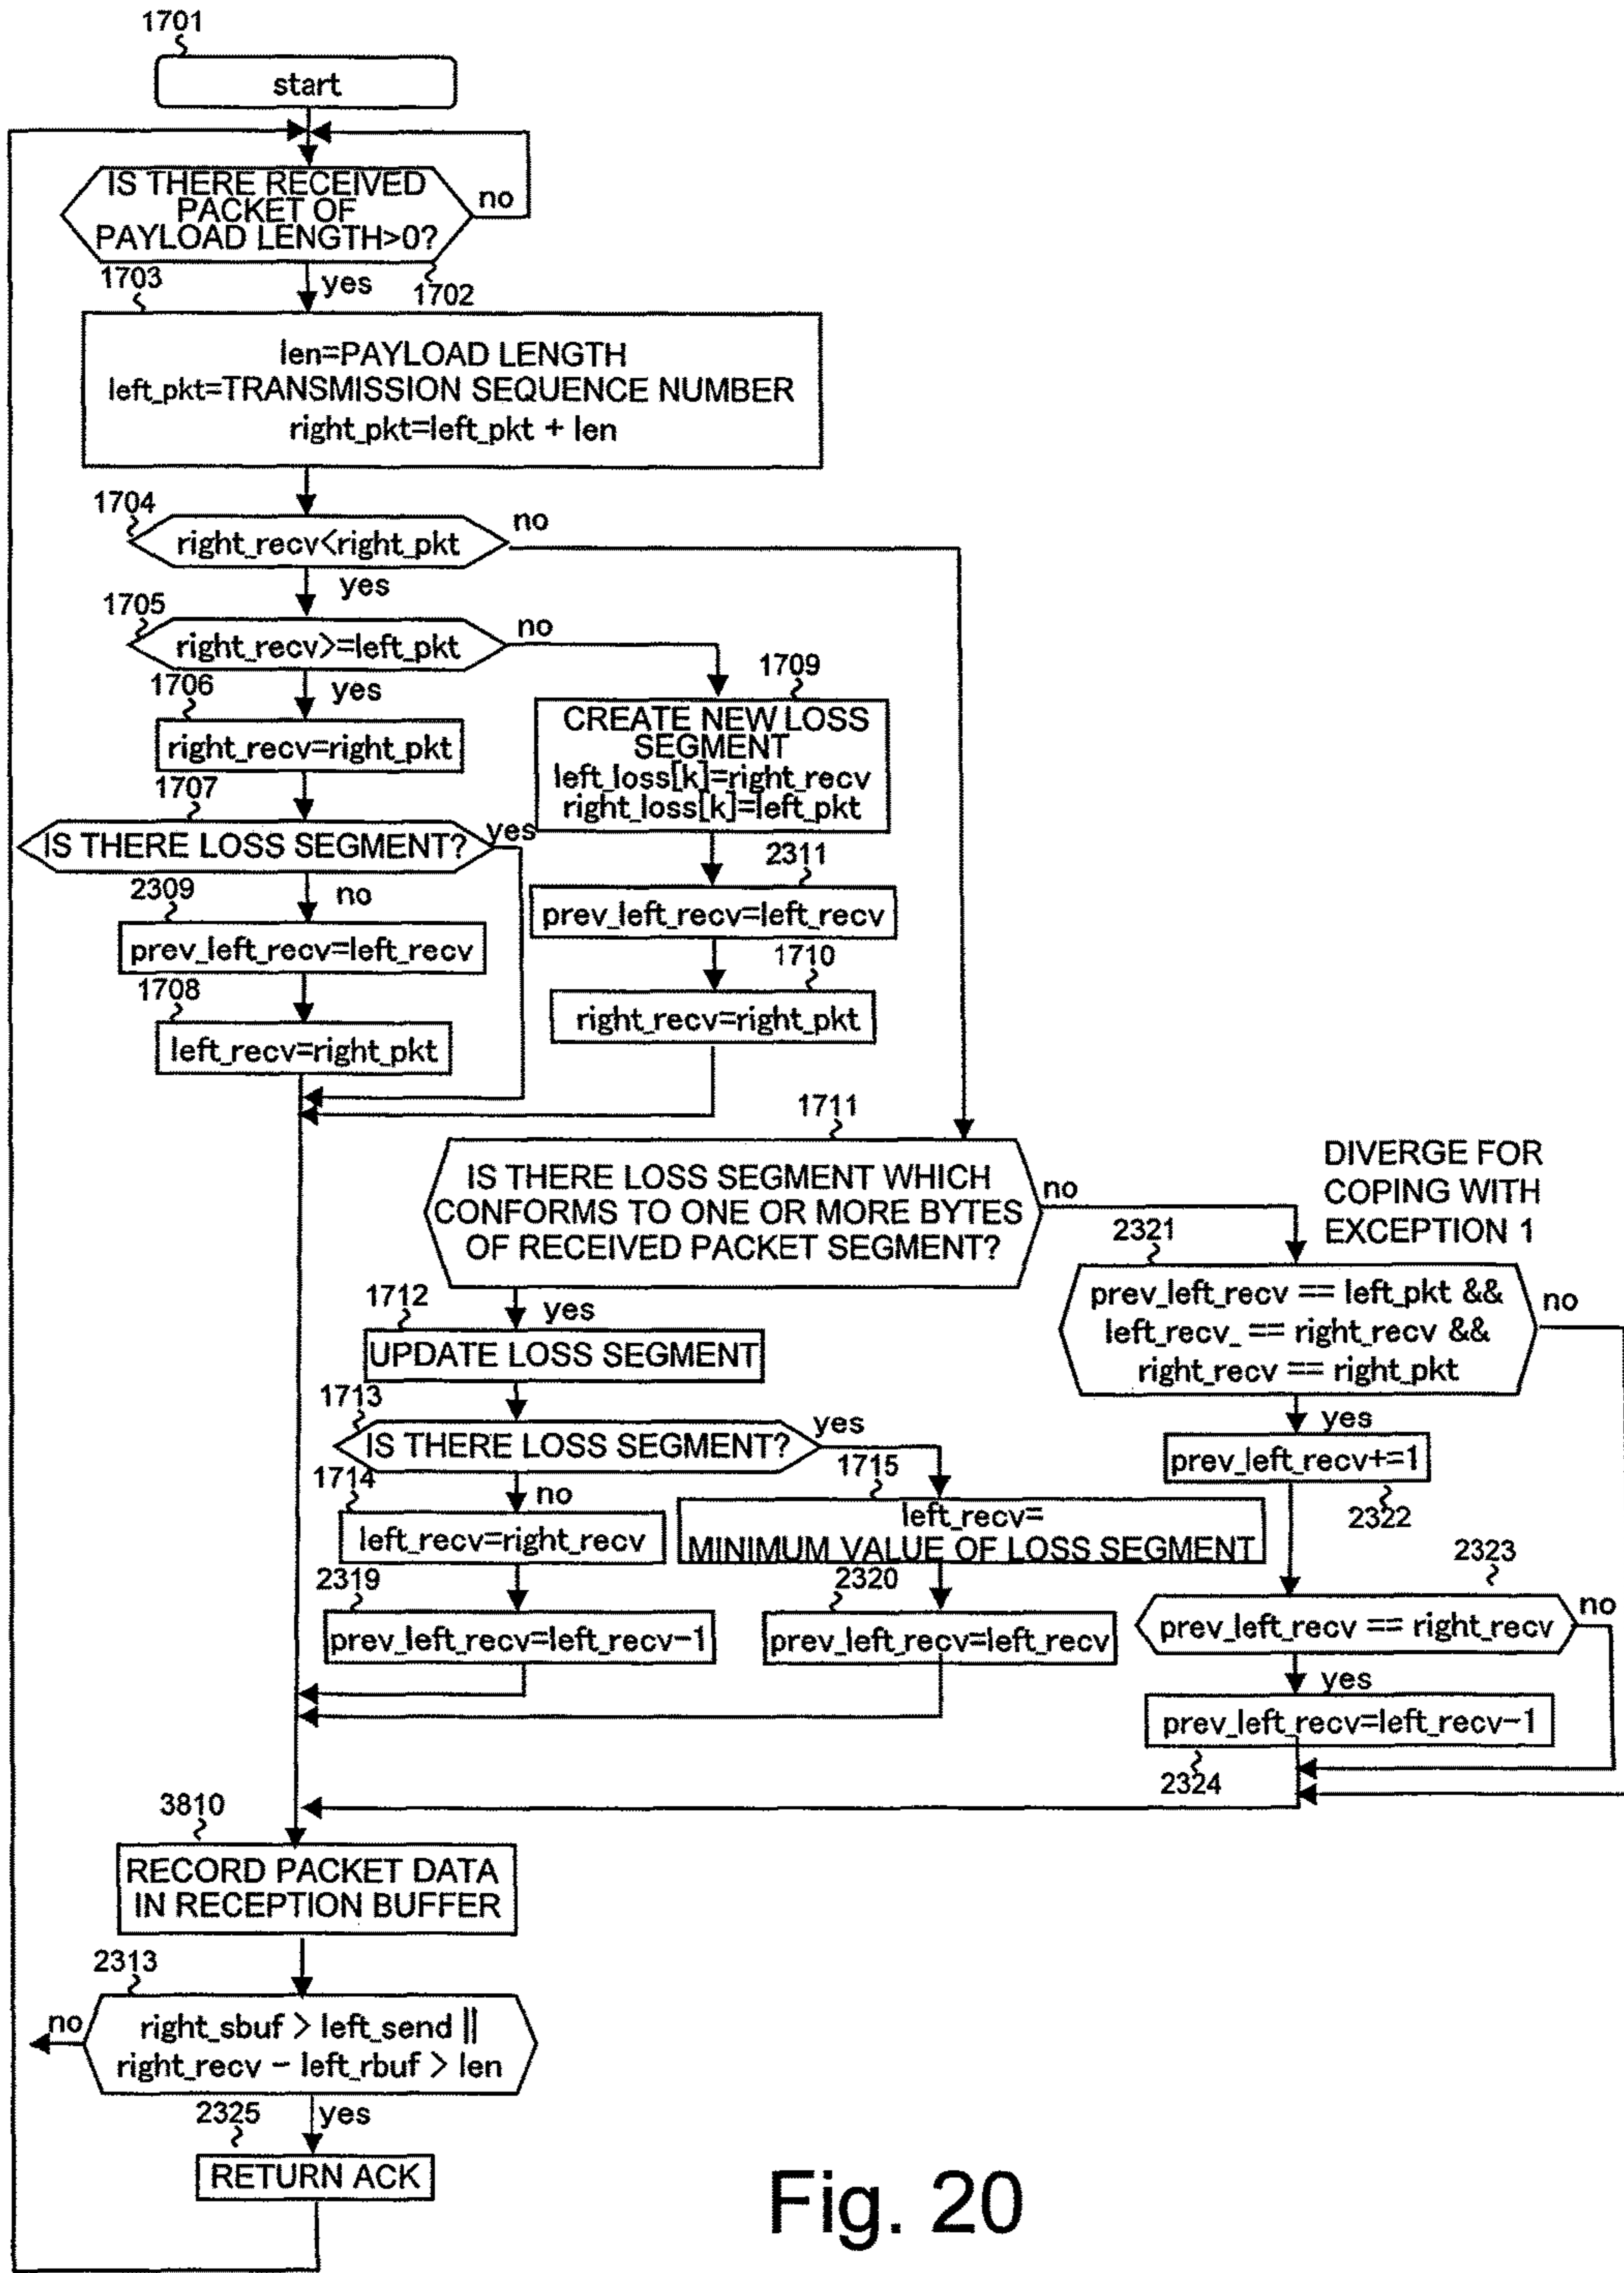 1701
start
IS THERE RECEIVED
PACKET OF
PAYLOAD LENGTH>0?
no
1703
yes
1702
len=PAYLOAD LENGTH
left_pkt=TRANSMISSION SEQUENCE NUMBER
right_pkt=left_pkt + len
1704
right_recv<right_pkt
no
yes
1705
right_recv>=left_pkt
no
1706
yes
right_recv=right_pkt
1709
CREATE NEW LOSS
SEGMENT
left_loss[k]=right_recv
right_loss[k]=left_pkt
1707
IS THERE LOSS SEGMENT?
yes
2309
no
prev_left_recv=left_recv
2311
prev_left_recv=left_recv
1708
left_recv=right_pkt
1710
right_recv=right_pkt
1711
IS THERE LOSS SEGMENT WHICH
CONFORMS TO ONE OR MORE BYTES
OF RECEIVED PACKET SEGMENT?
no
DIVERGE FOR
COPING WITH
EXCEPTION 1
2321
prev_left_recv == left_pkt &&
left_recv_ == right_recv &&
right_recv == right_pkt
no
1712
yes
UPDATE LOSS SEGMENT
1713
IS THERE LOSS SEGMENT?
yes
yes
prev_left_recv+=1
2322
1714
no
left_recv=right_recv
1715
left_recv=
MINIMUM VALUE OF LOSS SEGMENT
2319
prev_left_recv=left_recv-1
2320
prev_left_recv=left_recv
2323
prev_left_recv == right_recv
no
yes
prev_left_recv=left_recv-1
2324
3810
RECORD PACKET DATA
IN RECEPTION BUFFER
2313
no
right_sbuf > left_send ||
right_recv - left_rbuf > len
2325
yes
RETURN ACK
Fig. 20